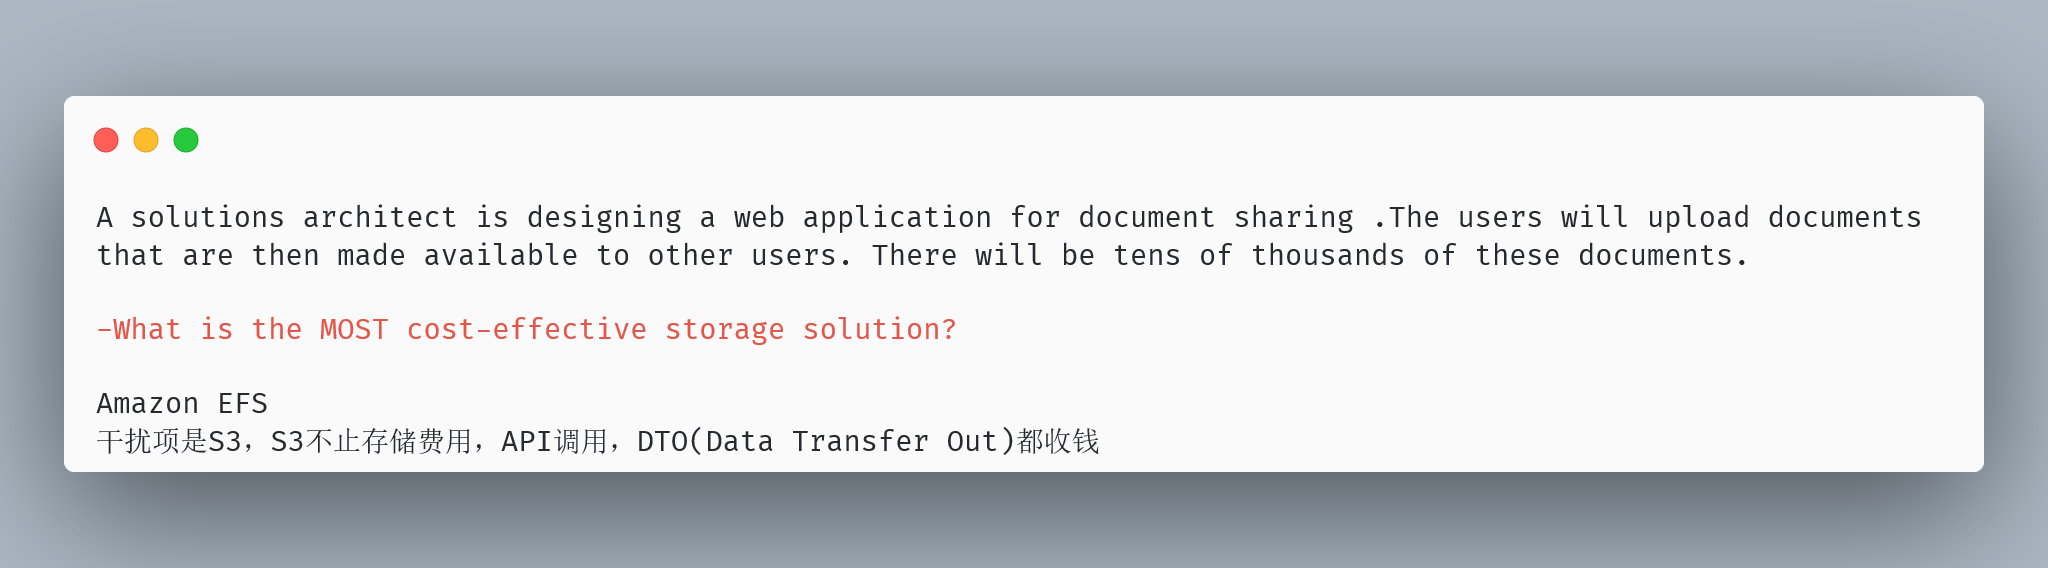 A solutions architect is designing a web application for document sharing .The users will upload documents
that are then made available to other users. There will be tens of thousands of these documents.
-What is the MOST cost-effective storage solution?
Amazon EFS
干扰项是S3，S3不止存储费用，API调用，DTO(Data Transfer Out)都收钱